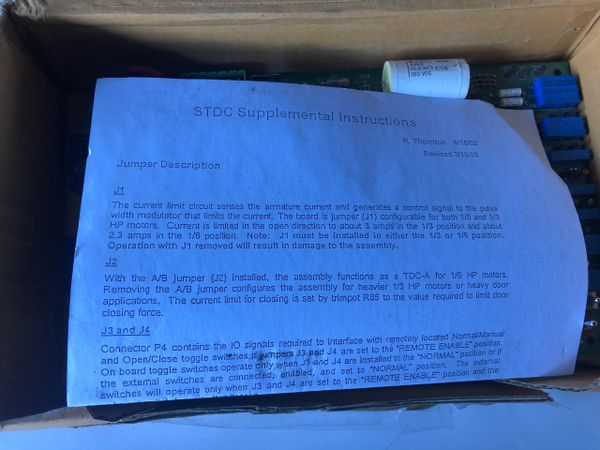 STDC Supplemental Instructions
R. Thornton 5/16/02
Revised 3/19/03
Jumper Description
J1
The current limit circuit senses the armature current and generates a control signal to the pulse
width modulator that limits the current. The board is jumper (J1) configurable for both 1/6 and 1/3
HP motors. Current is limited in the open direction to about 3 amps in the 1/3 position and about
2.3 amps in the 1/6 position. Note: J1 must be installed in either the 1/3 or 1/6 position.
Operation with J1 removed will result in damage to the assembly.
J2
With the A/B jumper (J2) installed, the assembly functions as a TDC-A for 1/6 HP motors.
Removing the A/B jumper configures the assembly for heavier 1/3 HP motors or heavy door
applications. The current limit for closing is set by trimpot R85 to the value required to limit door
closing force.
J3 and J4
Connector P4 contains the IO signals required to interface with remotely located Normal/Manual
and Open/Close toggle switches if jumpers J3 and J4 are set to the "REMOTE ENABLE" position.
On board toggle switches operate only when J3 and J4 are installed in the "NORMAL" position or if
the external switches are connected, enabled, and set to "NORMAL" position. The external
switches will operate only when J3 and J4 are set to the "REMOTE ENABLE" position and the